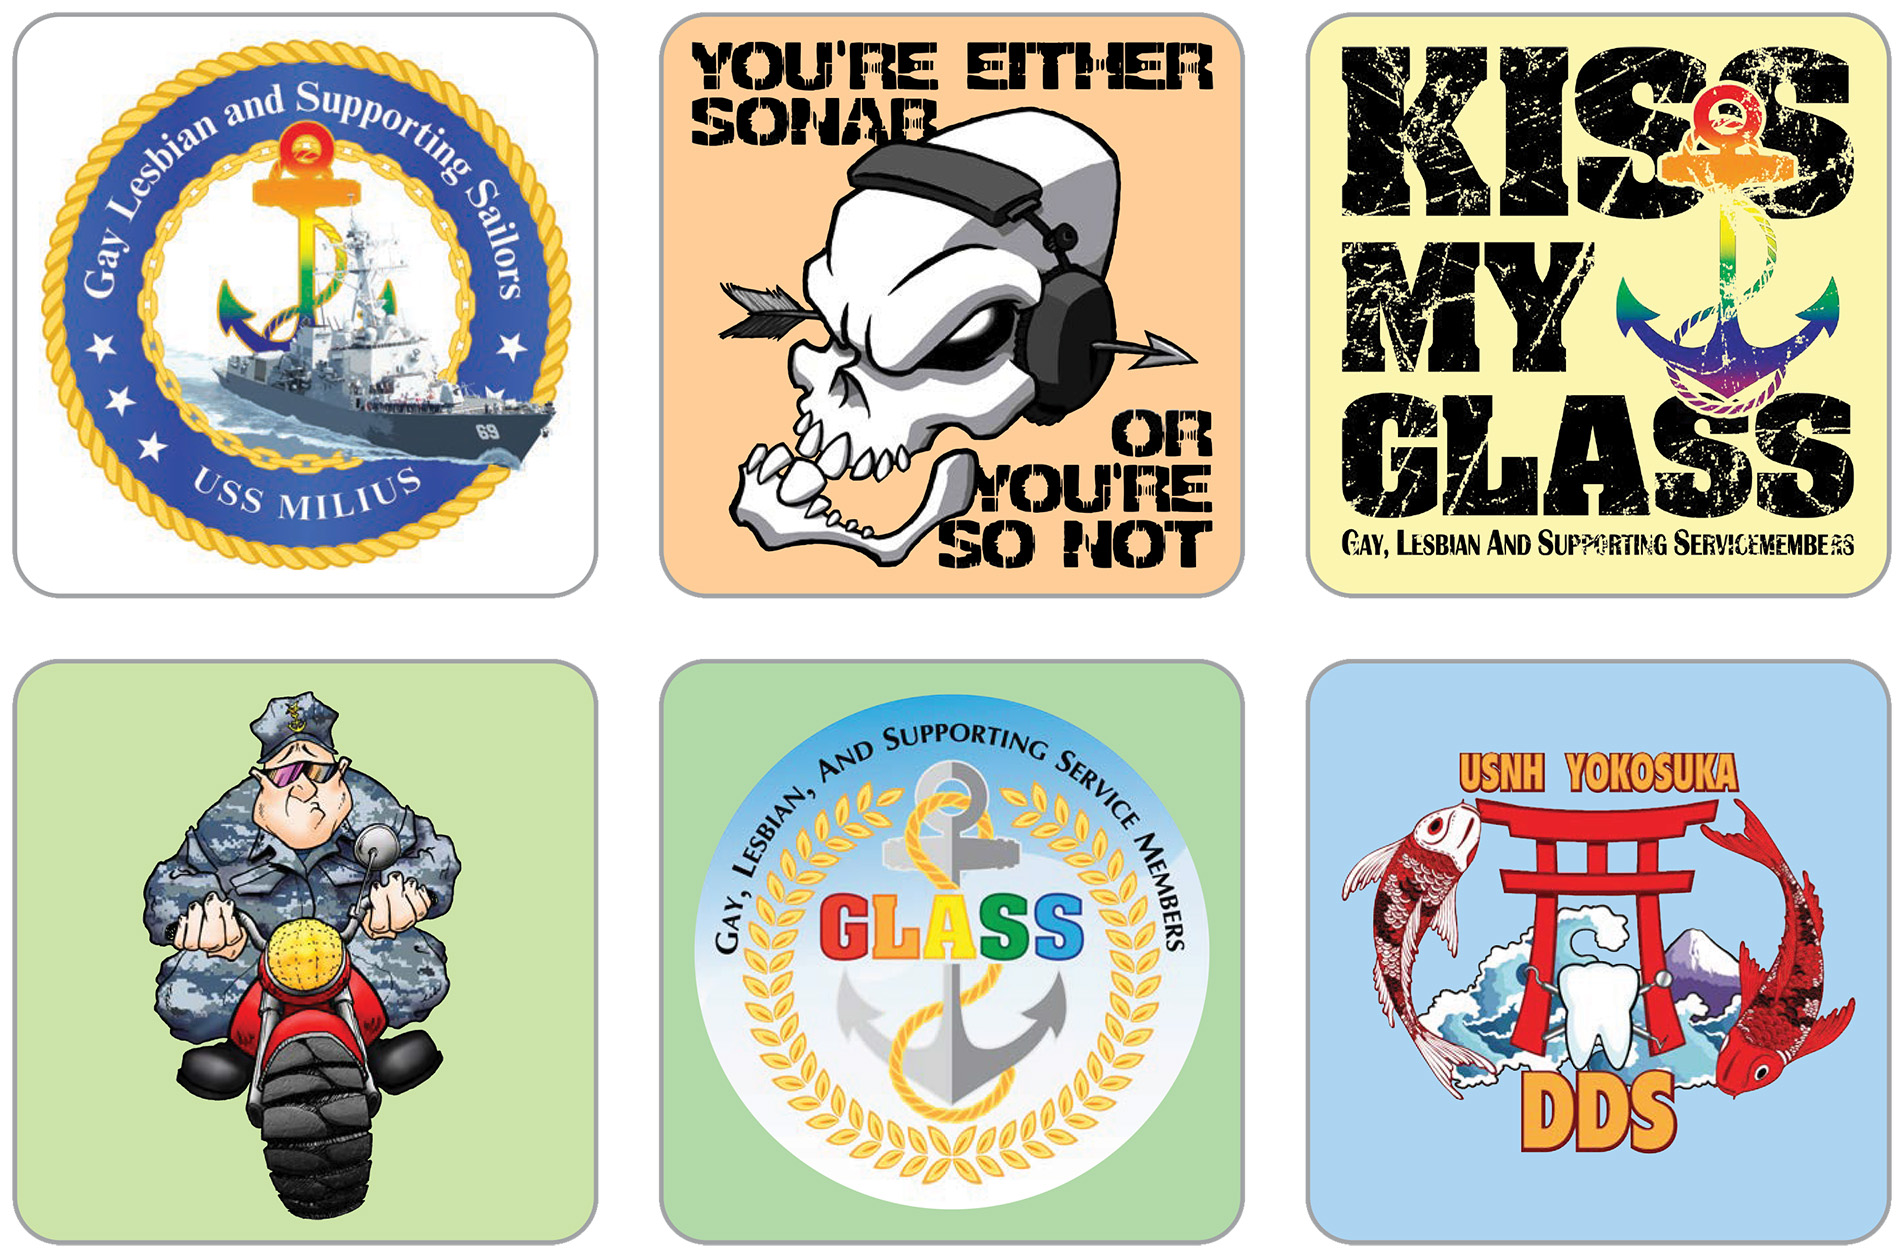 Gay Lesbian and Supporting Sailors
69
USS MILIUS
YOU'RE EITHER
SONAR
OR
YOU'RE
SO NOT
KISS
MY
GLASS
GAY, LESBIAN AND SUPPORTING SERVICEMEMBERS
GAY, LESBIAN, AND SUPPORTING SERVICE MEMBERS
GLASS
USNH YOKOSUKA
DDS